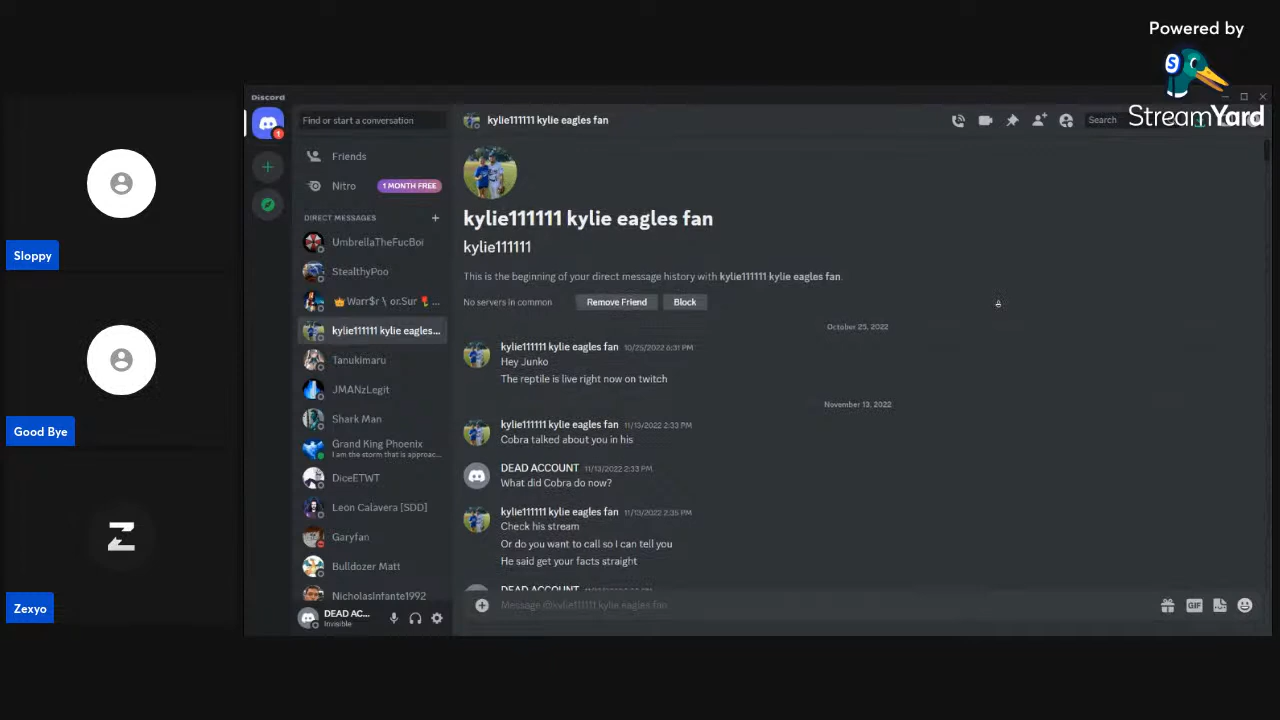 Powered by
StreamYard
Discord
Find or start a conversation
Friends
Nitro
1 MONTH FREE
DIRECT MESSAGES
UmbrellaTheFucBoi
StealthyPoo
kylie111111 kylie eagles...
Tanukimaru
JMANzLegit
Shark Man
Grand King Phoenix
I am the storm that is approac...
DiceETWT
Leon Calavera [SDD]
Garyfan
Bulldozer Matt
NicholasInfante1992
DEAD AC...
Invisible
kylie111111 kylie eagles fan
Search
kylie111111 kylie eagles fan
kylie111111
This is the beginning of your direct message history with kylie111111 kylie eagles fan.
No servers in common
Remove Friend
Block
October 25, 2022
kylie111111 kylie eagles fan 10/25/2022 6:31 PM
Hey Junko
The reptile is live right now on twitch
November 13, 2022
kylie111111 kylie eagles fan 11/13/2022 2:33 PM
Cobra talked about you in his
DEAD ACCOUNT 11/13/2022 2:33 PM
What did Cobra do now?
kylie111111 kylie eagles fan 11/13/2022 2:35 PM
Check his stream
Or do you want to call so I can tell you
He said get your facts straight
DEAD ACCOUNT
Message @kylie111111 kylie eagles fan
Sloppy
Good Bye
Zexyo